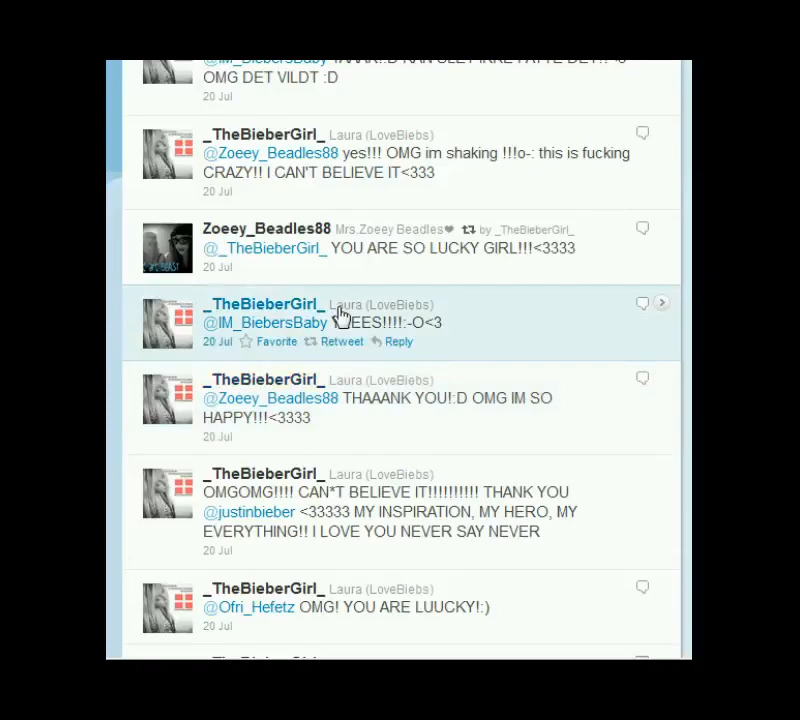 @IM_BiebersBaby
OMG DET VILDT :D
20 Jul
_TheBieberGirl_ Laura (LoveBiebs)
@Zoeey_Beadles88 yes!!! OMG im shaking !!!o-: this is fucking
CRAZY!! I CAN'T BELIEVE IT<333
20 Jul
Zoeey_Beadles88 Mrs.Zoeey Beadles♥ by _TheBieberGirl_
@_TheBieberGirl_ YOU ARE SO LUCKY GIRL!!!<3333
20 Jul
_TheBieberGirl_ Laura (LoveBiebs)
@IM_BiebersBaby EES!!!!:-O<3
20 Jul Favorite Retweet Reply
_TheBieberGirl_ Laura (LoveBiebs)
@Zoeey_Beadles88 THAAANK YOU!:D OMG IM SO
HAPPY!!!<3333
20 Jul
_TheBieberGirl_ Laura (LoveBiebs)
OMGOMG!!!! CAN*T BELIEVE IT!!!!!!!!!! THANK YOU
@justinbieber <33333 MY INSPIRATION, MY HERO, MY
EVERYTHING!! I LOVE YOU NEVER SAY NEVER
20 Jul
_TheBieberGirl_ Laura (LoveBiebs)
@Ofri_Hefetz OMG! YOU ARE LUUCKY!:)
20 Jul